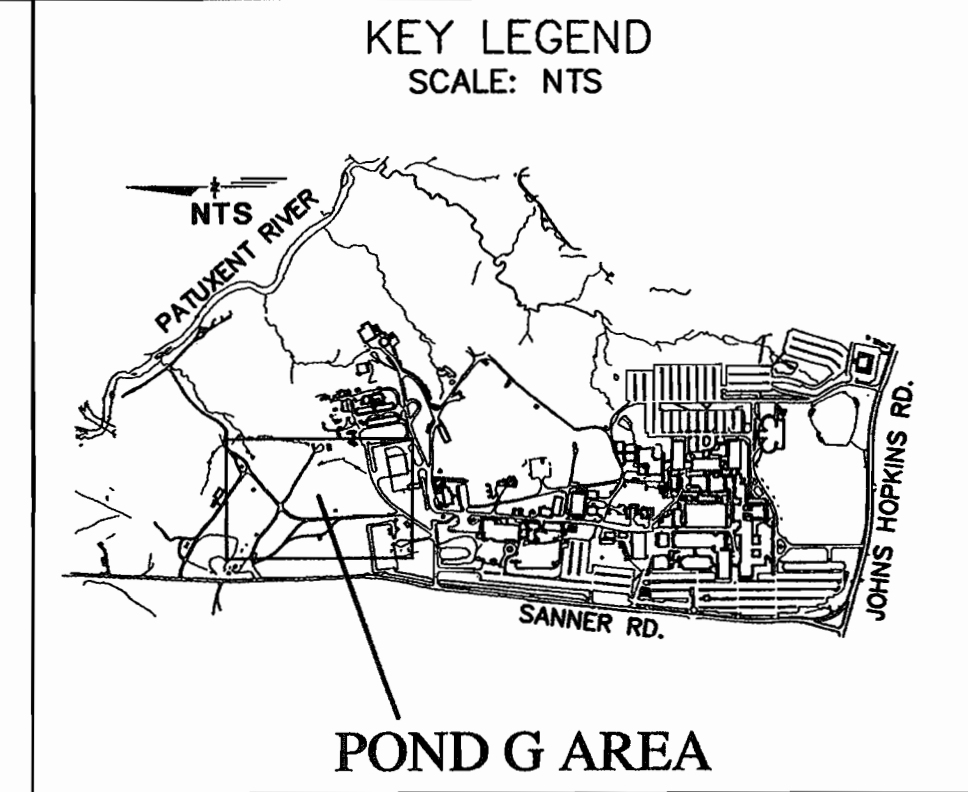 KEY LEGEND
SCALE: NTS
NTS
PATUXENT RIVER
JOHNS HOPKINS RD.
SANNER RD.
POND G AREA